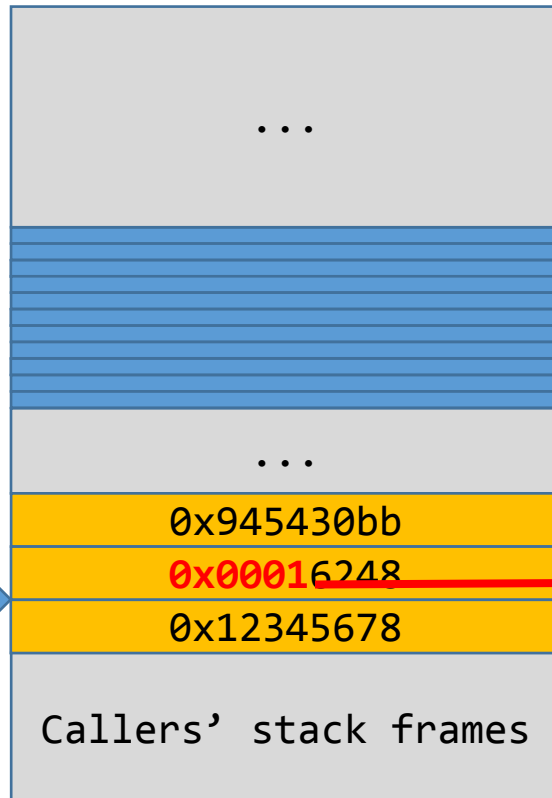 ...
...
0x945430bb
0x00016248
0x12345678
Callers’ stack frames